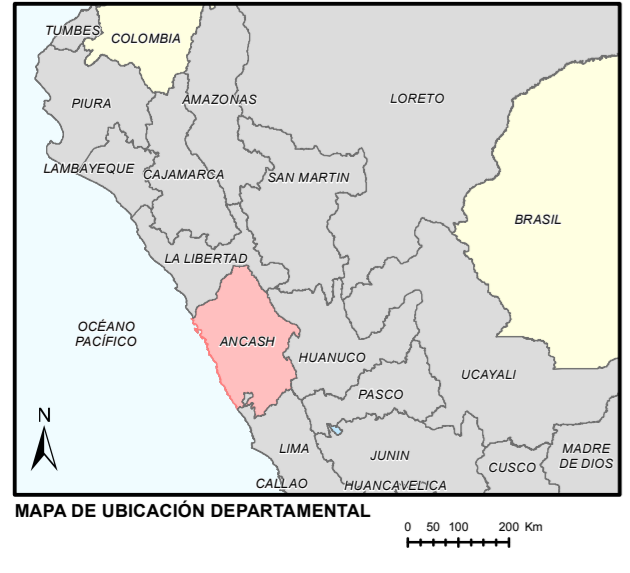 TUMBES
COLOMBIA
PIURA
AMAZONAS
LORETO
LAMBAYEQUE
CAJAMARCA
SAN MARTIN
BRASIL
LA LIBERTAD
OCÉANO
PACÍFICO
ANCASH
HUANUCO
UCAYALI
PASCO
N
LIMA
JUNIN
MADRE
DE DIOS
CUSCO
CALLAO
HUANCAVELICA
MAPA DE UBICACIÓN DEPARTAMENTAL
0 50 100 200 Km